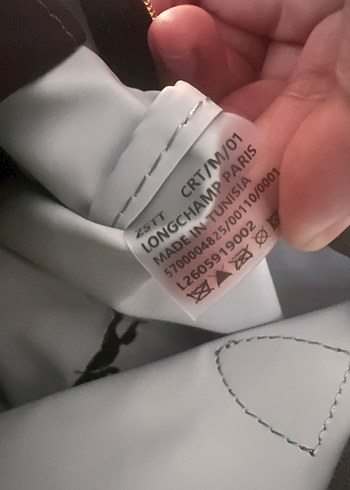 ZSTT CRT/M/01
LONGCHAMP PARIS
MADE IN TUNISIA
5700004825/00110/0001
L2605919002